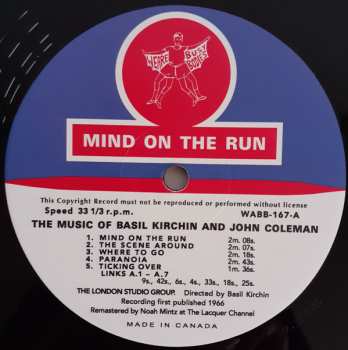 WE ARE BUSY BODIES
MIND ON THE RUN
This Copyright Record must not be reproduced or performed without license
Speed 33 1/3 r.p.m. WABB-167-A
THE MUSIC OF BASIL KIRCHIN AND JOHN COLEMAN
1. MIND ON THE RUN 2m. 08s.
2. THE SCENE AROUND 2m. 07s.
3. WHERE TO GO 2m. 18s.
4. PARANOIA 2m. 43s.
5. TICKING OVER 1m. 36s.
LINKS A.1 - A.7
9s, 42s, 6s, 4s, 33s, 18s, 25s.
THE LONDON STUDIO GROUP. Directed by Basil Kirchin
Recording first published 1966
Remastered by Noah Mintz at The Lacquer Channel
MADE IN CANADA